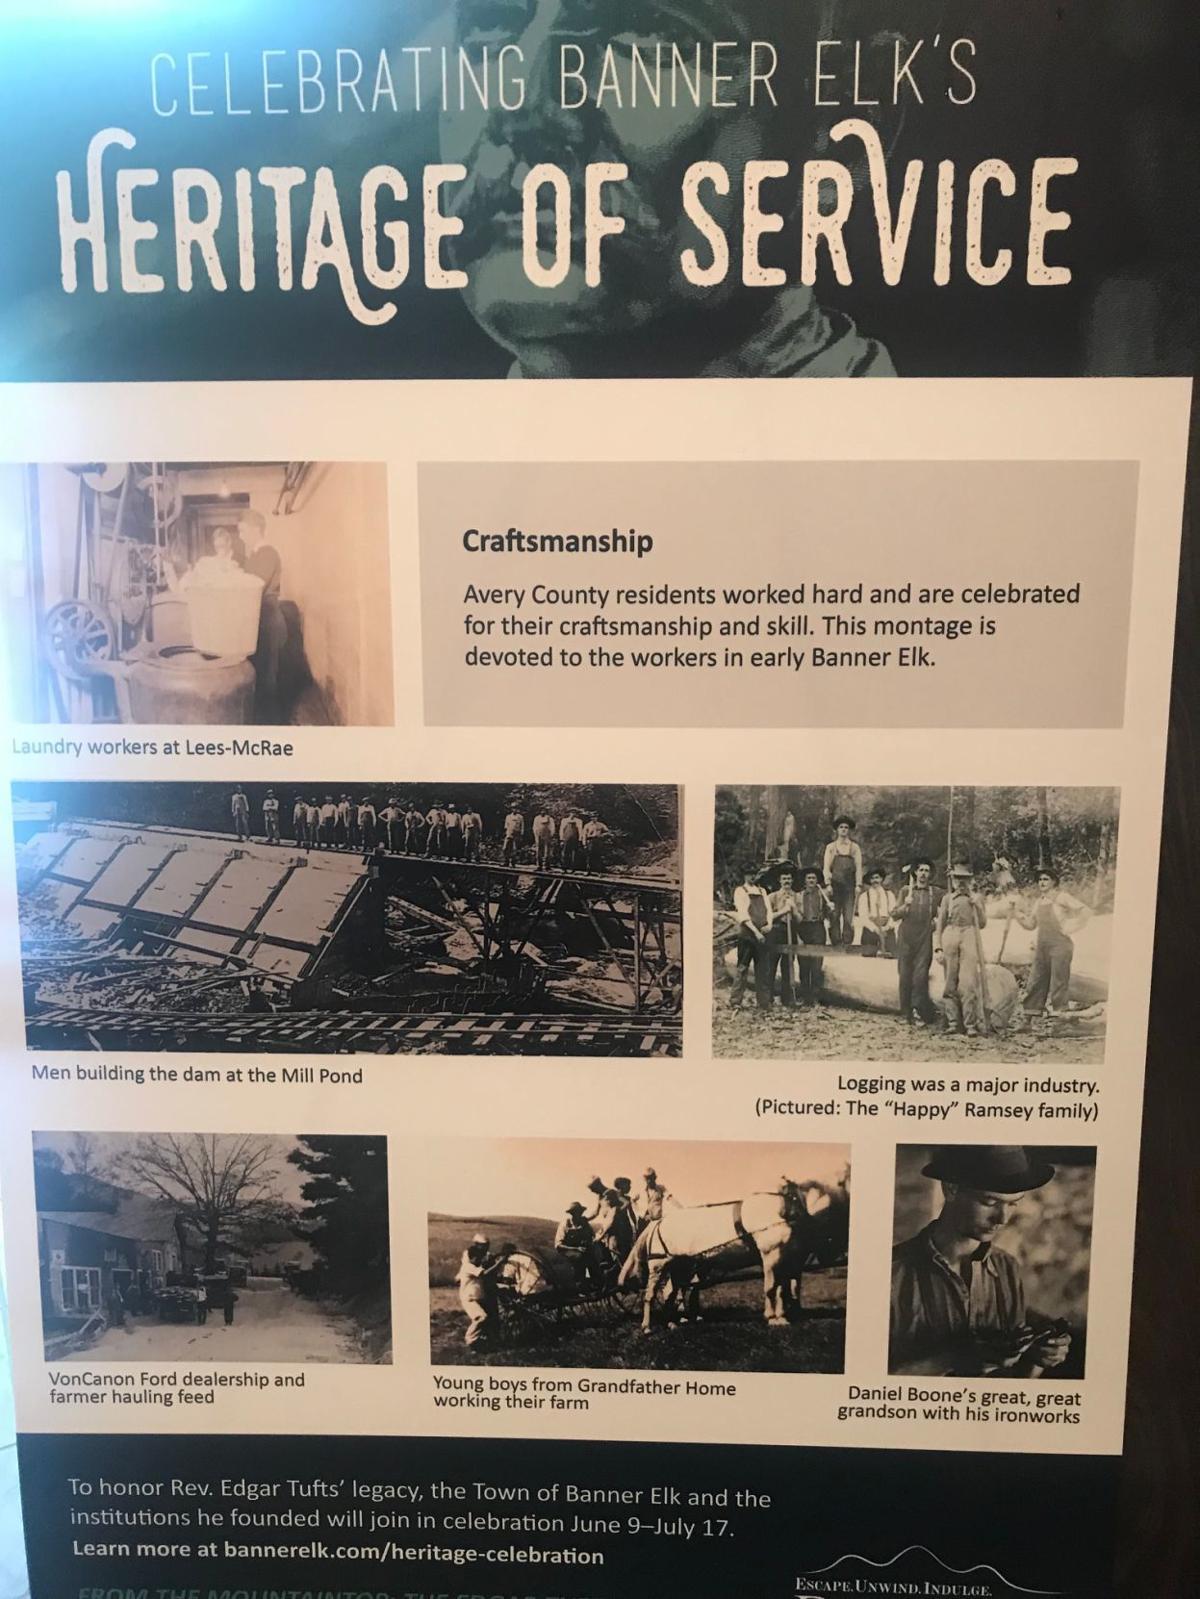 CELEBRATING BANNER ELK'S
HERITAGE OF SERVICE
Craftsmanship
Avery County residents worked hard and are celebrated
for their craftsmanship and skill. This montage is
devoted to the workers in early Banner Elk.
Laundry workers at Lees-McRae
Men building the dam at the Mill Pond
Logging was a major industry.
(Pictured: The “Happy” Ramsey family)
VonCanon Ford dealership and
farmer hauling feed
Young boys from Grandfather Home
working their farm
Daniel Boone's great, great
grandson with his ironworks
To honor Rev. Edgar Tufts' legacy, the Town of Banner Elk and the
institutions he founded will join in celebration June 9–July 17.
Learn more at bannerelk.com/heritage-celebration
FROM THE MOUNTAINTOP: THE EDGAR
ESCAPE. UNWIND. INDULGE.